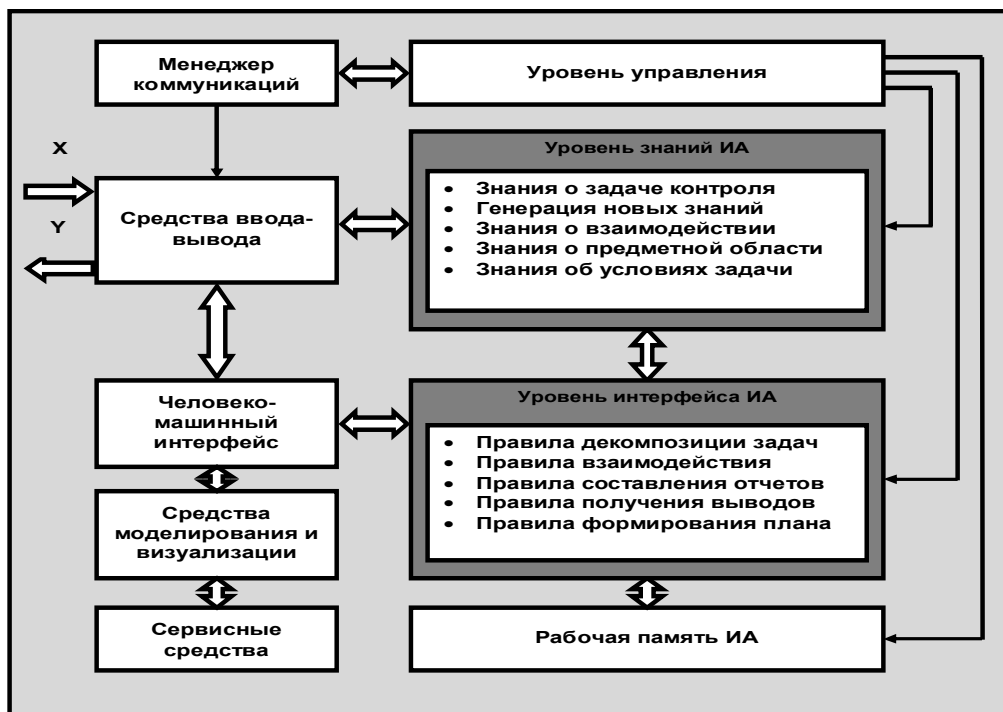 Менеджер
коммуникаций
Уровень управления
X
Y
Средства ввода-
вывода
Уровень знаний ИА
• Знания о задаче контроля
• Генерация новых знаний
• Знания о взаимодействии
• Знания о предметной области
• Знания об условиях задачи
Человеко-
машинный
интерфейс
Уровень интерфейса ИА
• Правила декомпозиции задач
• Правила взаимодействия
• Правила составления отчетов
• Правила получения выводов
• Правила формирования плана
Средства
моделирования и
визуализации
Сервисные
средства
Рабочая память ИА